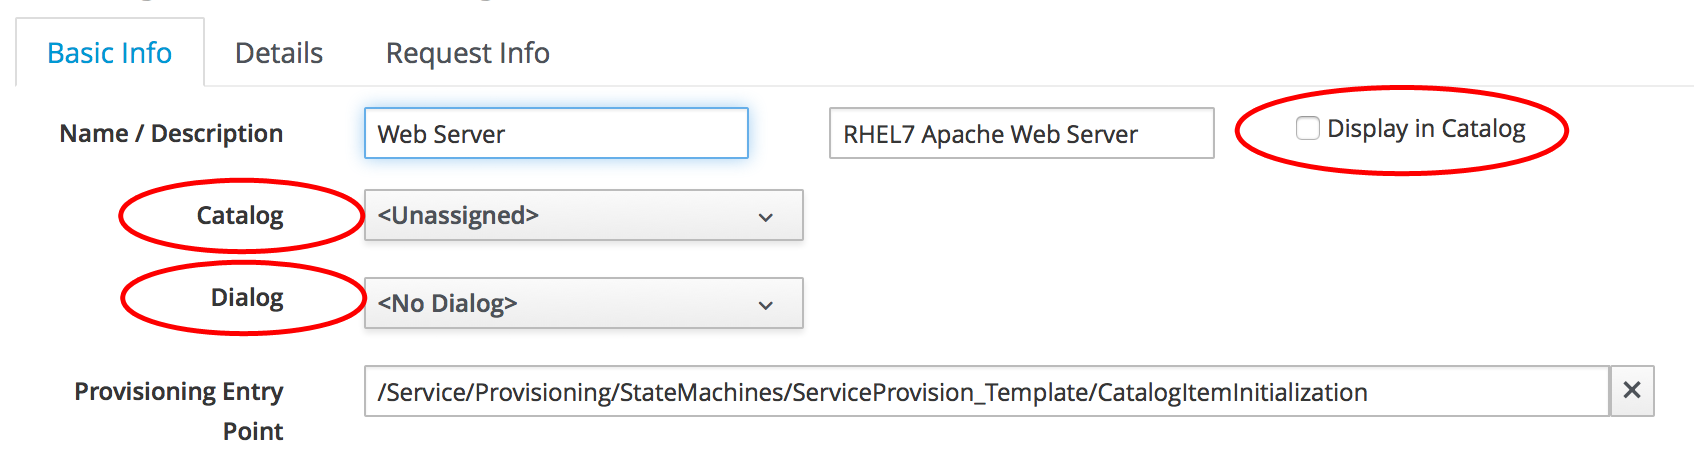 Basic Info Details Request Info
Name / Description Web Server RHEL7 Apache Web Server Display in Catalog
Catalog <Unassigned>
Dialog <No Dialog>
Provisioning Entry Point /Service/Provisioning/StateMachines/ServiceProvision_Template/CatalogItemInitialization